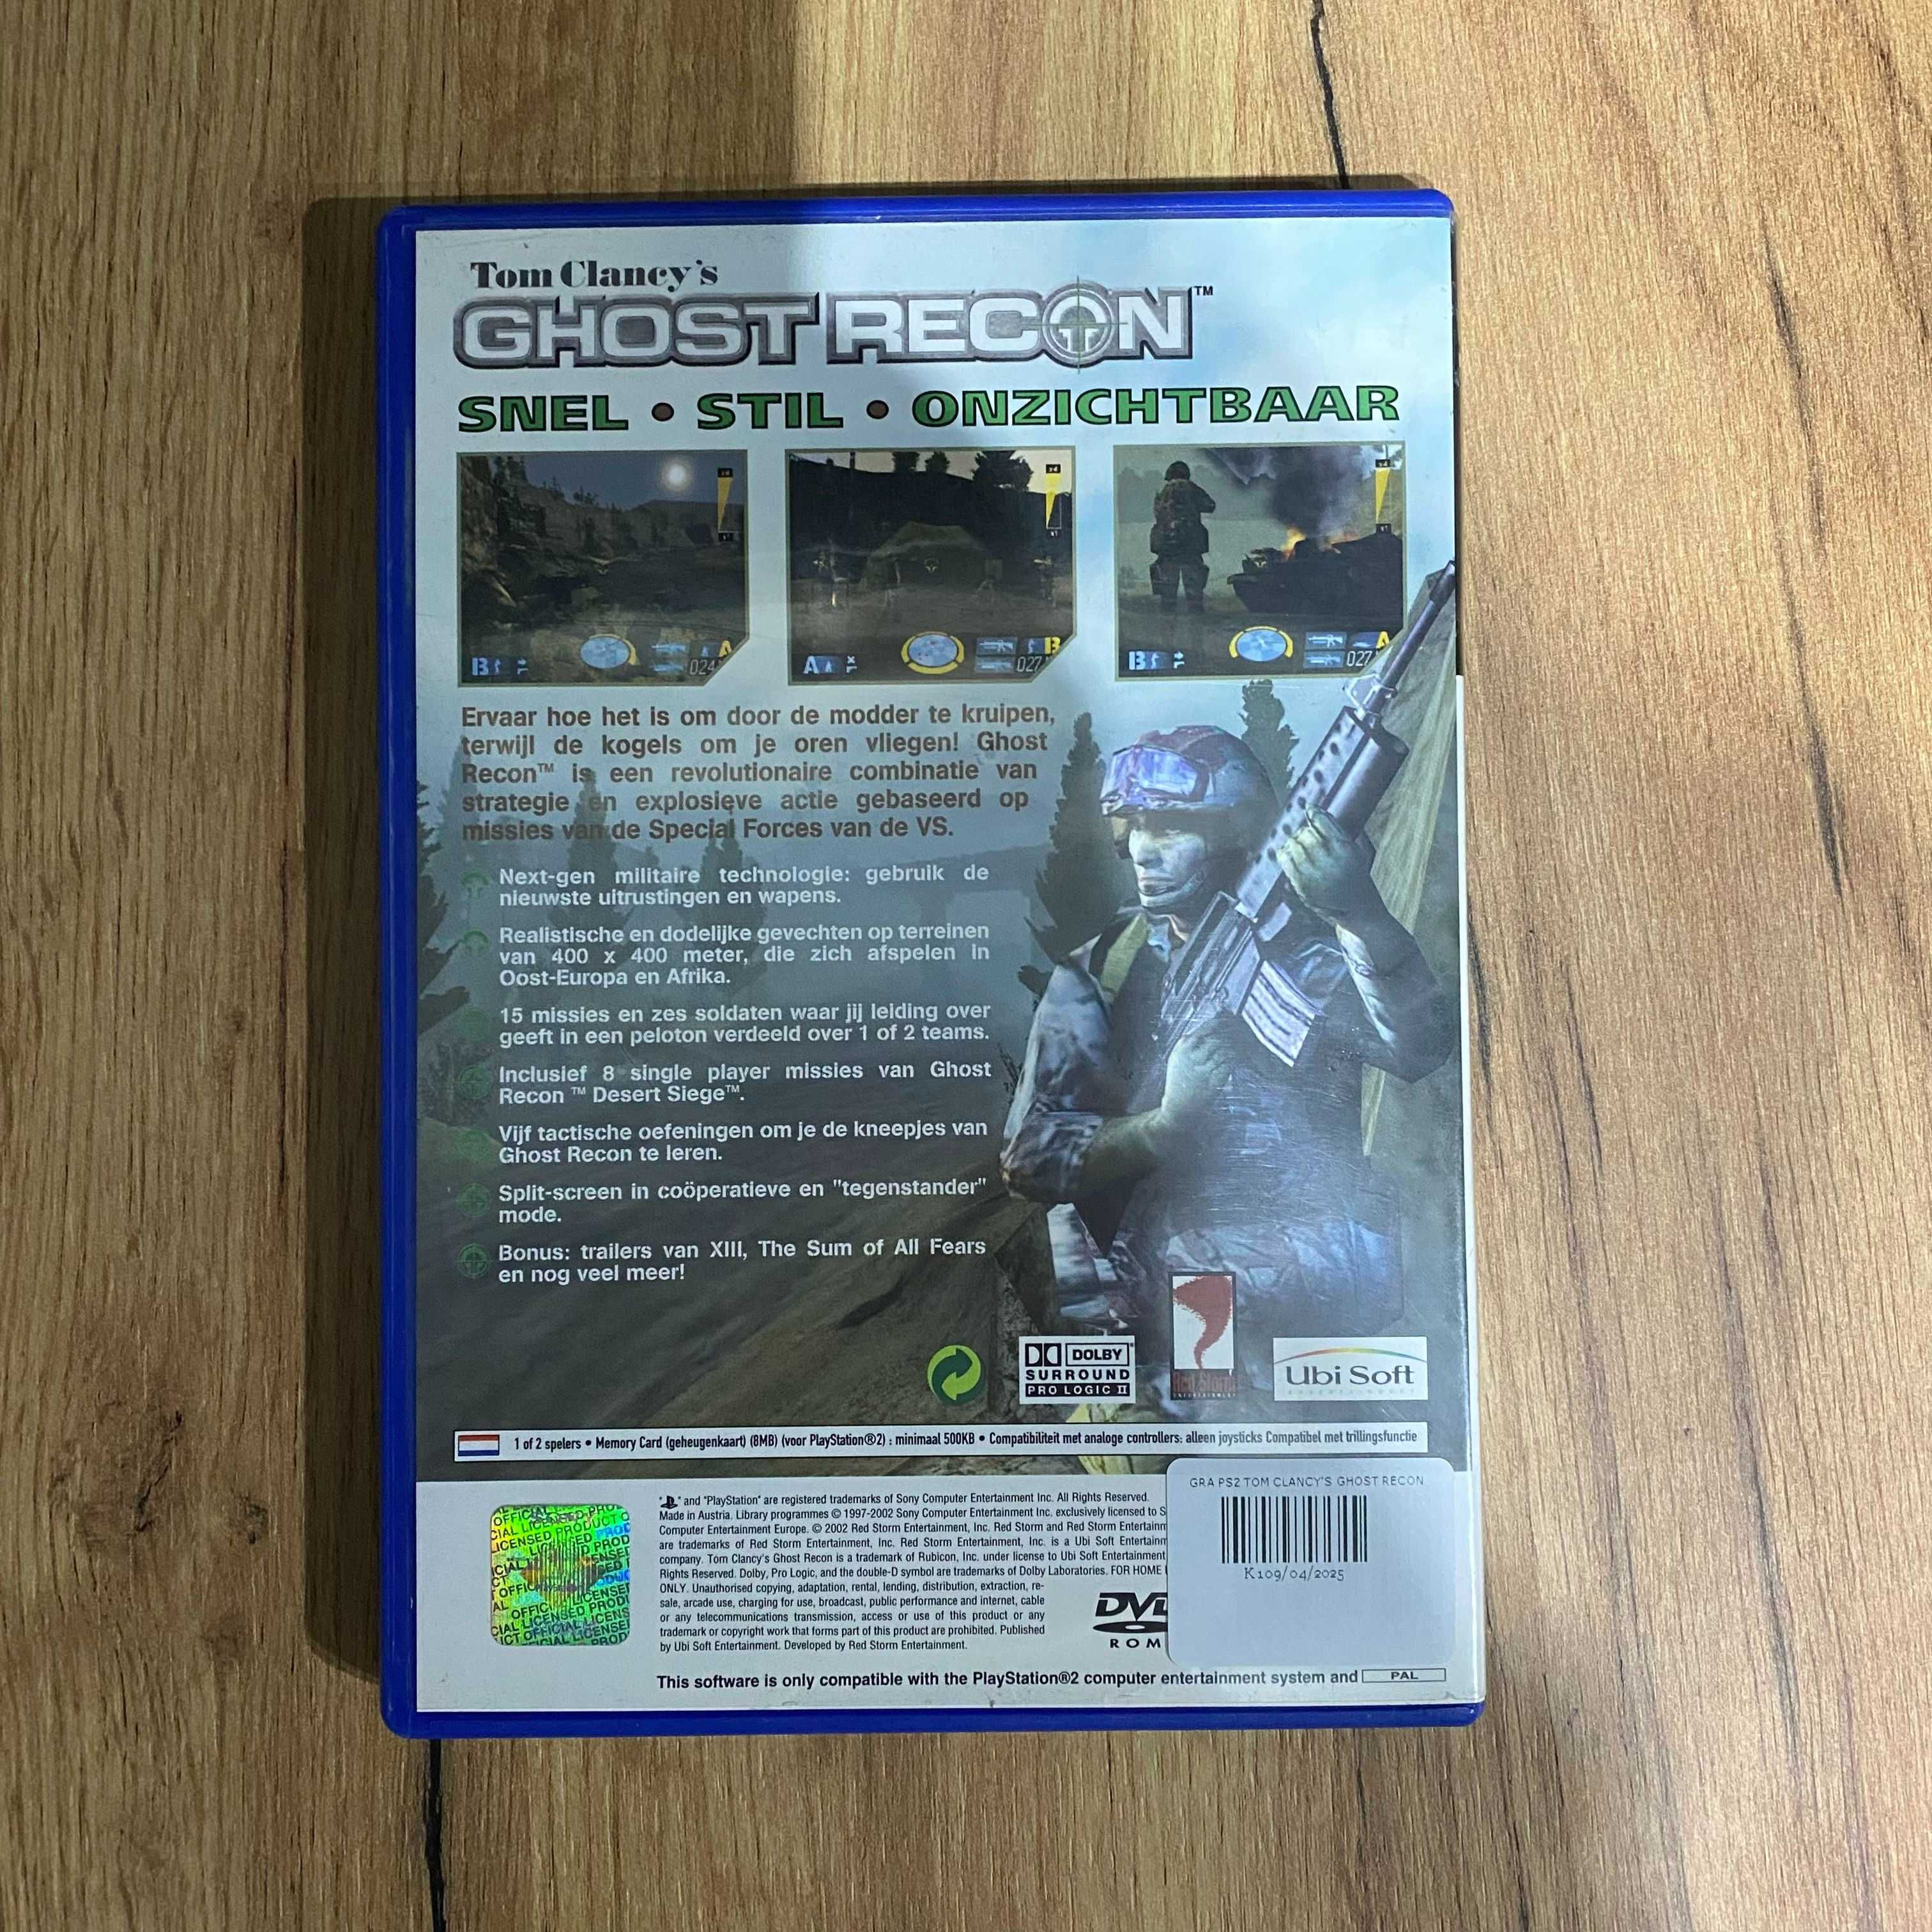 Tom Clancy's
GHOST RECON™
SNEL • STIL • ONZICHTBAAR
B 024 A
A 027 B
B 027 A
Ervaar hoe het is om door de modder te kruipen,
terwijl de kogels om je oren vliegen! Ghost
Recon™ is een revolutionaire combinatie van
strategie en explosieve actie gebaseerd op
missies van de Special Forces van de VS.
Next-gen militaire technologie: gebruik de
nieuwste uitrustingen en wapens.
Realistische en dodelijke gevechten op terreinen
van 400 x 400 meter, die zich afspelen in
Oost-Europa en Afrika.
15 missies en zes soldaten waar jij leiding over
geeft in een peloton verdeeld over 1 of 2 teams.
Inclusief 8 single player missies van Ghost
Recon ™ Desert Siege™.
Vijf tactische oefeningen om je de kneepjes van
Ghost Recon te leren.
Split-screen in coöperatieve en "tegenstander"
mode.
Bonus: trailers van XIII, The Sum of All Fears
en nog veel meer!
DOLBY
SURROUND
PRO LOGIC II
Red Storm
ENTERTAINMENT
Ubi Soft
ENTERTAINMENT
1 of 2 spelers • Memory Card (geheugenkaart) (8MB) (voor PlayStation®2) : minimaal 500KB • Compatibiliteit met analoge controllers: alleen joysticks Compatibel met trillingsfunctie
GRA PS2 TOM CLANCY'S GHOST RECON
K109/04/2025
OFFICIAL LICENSED PRODUCT
" " and "PlayStation" are registered trademarks of Sony Computer Entertainment Inc. All Rights Reserved.
Made in Austria. Library programmes © 1997-2002 Sony Computer Entertainment Inc. exclusively licensed to S
Computer Entertainment Europe. © 2002 Red Storm Entertainment, Inc. Red Storm and Red Storm Entertainm
are trademarks of Red Storm Entertainment, Inc. Red Storm Entertainment, Inc. is a Ubi Soft Entertainm
company. Tom Clancy's Ghost Recon is a trademark of Rubicon, Inc. under license to Ubi Soft Entertainment
Rights Reserved. Dolby, Pro Logic, and the double-D symbol are trademarks of Dolby Laboratories. FOR HOME
ONLY. Unauthorised copying, adaptation, rental, lending, distribution, extraction, re-
sale, arcade use, charging for use, broadcast, public performance and internet, cable
or any telecommunications transmission, access or use of this product or any
trademark or copyright work that forms part of this product are prohibited. Published
by Ubi Soft Entertainment. Developed by Red Storm Entertainment.
DVD
ROM
This software is only compatible with the PlayStation®2 computer entertainment system and PAL